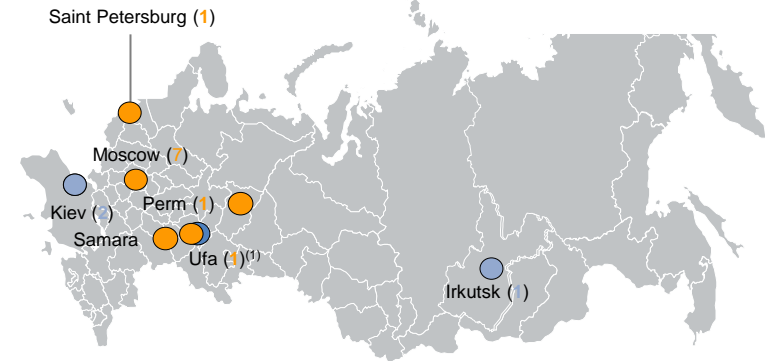 Saint Petersburg (1)
Moscow (7)
Perm (1)
Kiev (2)
Samara
Ufa (1)(1)
Irkutsk (1)